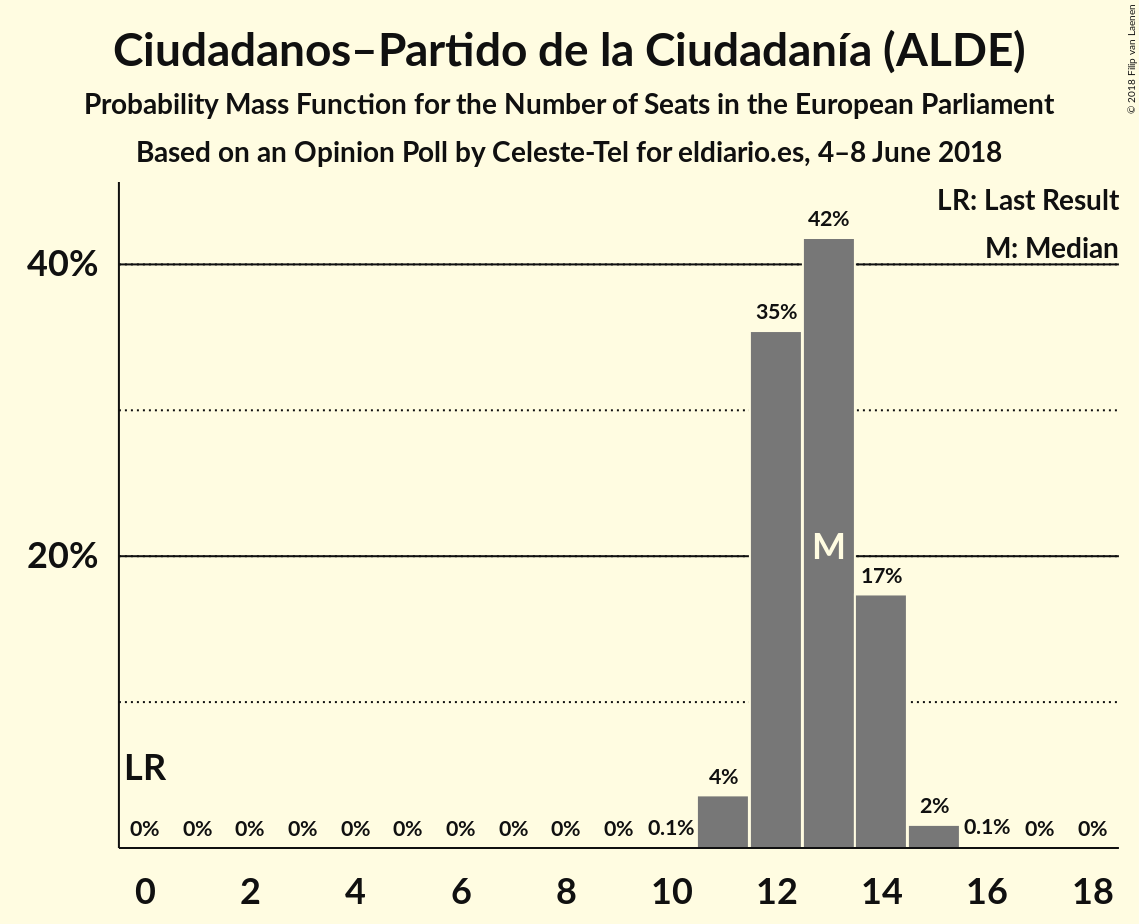 Ciudadanos–Partido de la Ciudadanía (ALDE)
Probability Mass Function for the Number of Seats in the European Parliament
Based on an Opinion Poll by Celeste-Tel for eldiario.es, 4–8 June 2018
© 2018 Filip van Laenen
LR: Last Result
M: Median
42%
40%
35%
M
20%
17%
LR
4%
2%
0% 0% 0% 0% 0% 0% 0% 0% 0% 0% 0.1% 0.1% 0% 0%
0 2 4 6 8 10 12 14 16 18